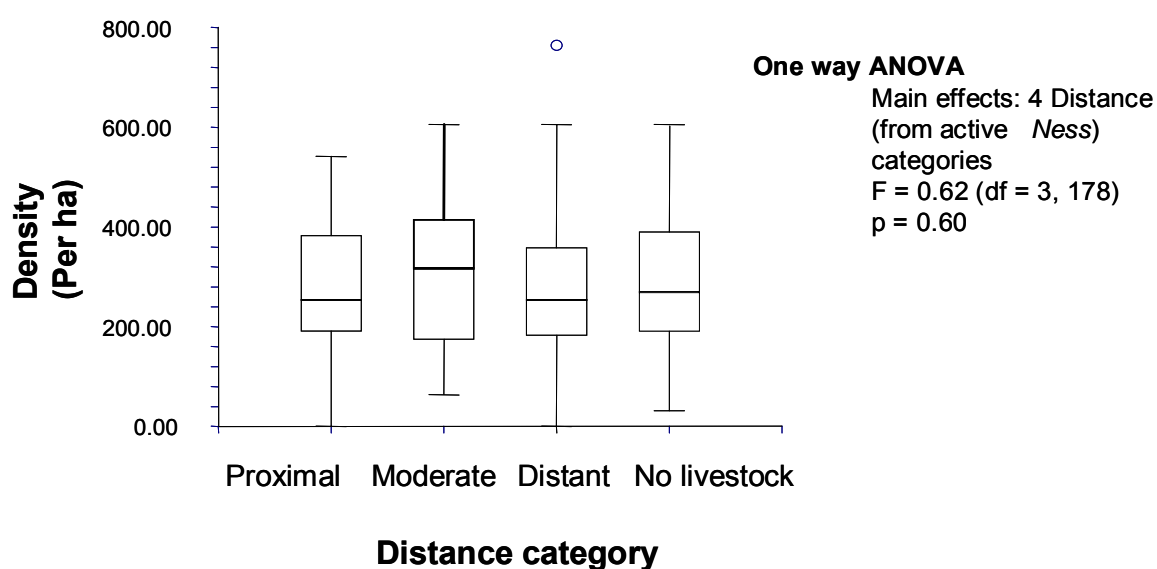 800.00
600.00
400.00
200.00
0.00
Density
(Per ha)
Proximal Moderate Distant No livestock
Distance category
One way ANOVA
Main effects: 4 Distance
(from active Ness)
categories
F = 0.62 (df = 3, 178)
p = 0.60